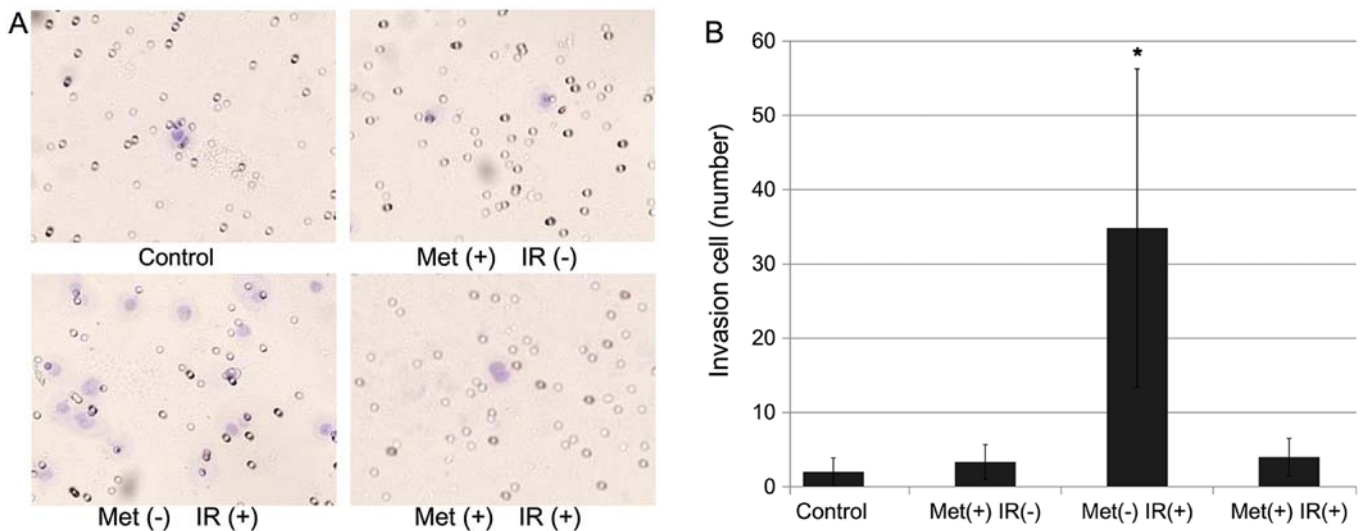 A
Control
Met (+) IR (-)
Met (-) IR (+)
Met (+) IR (+)
B
Invasion cell (number)
60
50
40
30
20
10
0
*
Control
Met(+) IR(-)
Met(-) IR(+)
Met(+) IR(+)